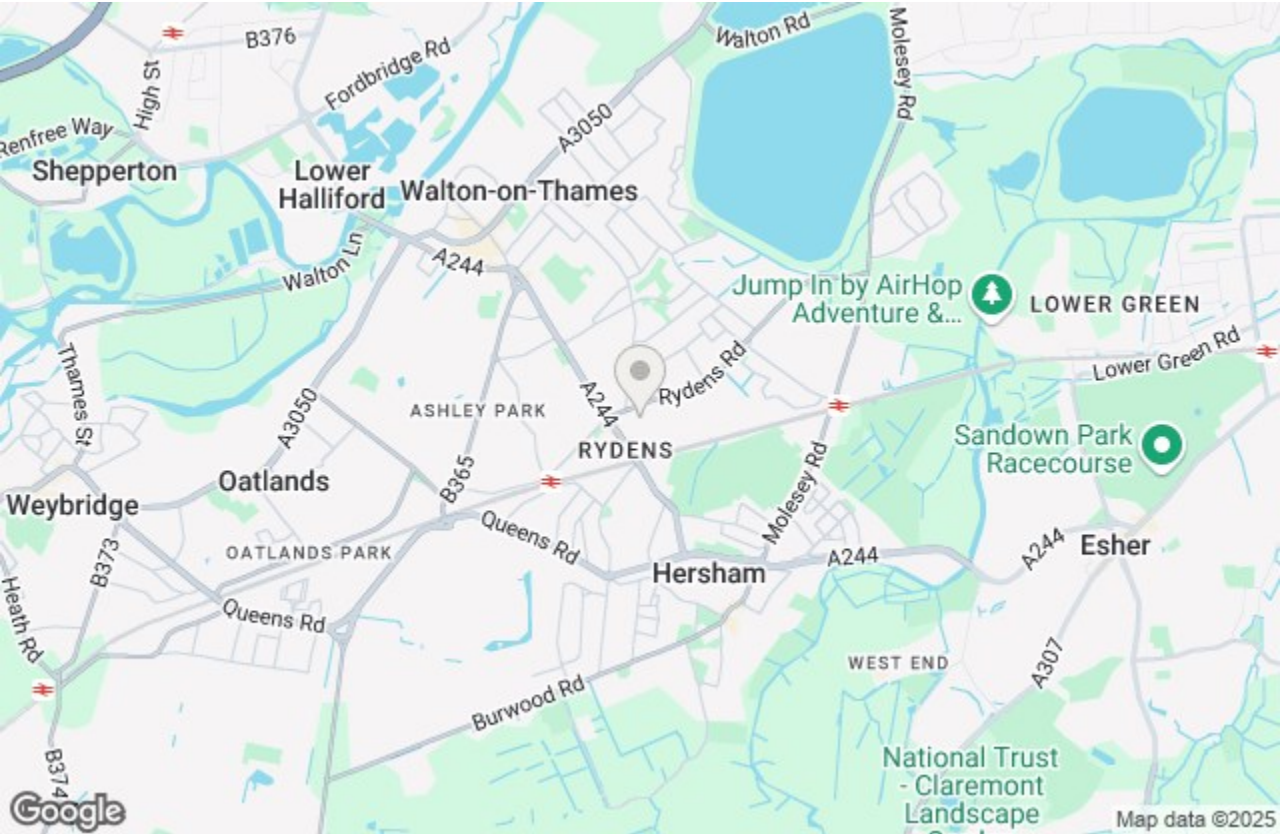 Walton Rd
Molesey Rd
B376
Fordbridge Rd
High St
A3050
Renfree Way
Shepperton
Lower
Halliford
Walton-on-Thames
Walton Ln
A244
Jump In by AirHop
Adventure &...
LOWER GREEN
Thames St
Lower Green Rd
Rydens Rd
A3050
ASHLEY PARK
A244
RYDENS
Sandown Park
Racecourse
B365
Oatlands
Weybridge
Molesey Rd
Queens Rd
OATLANDS PARK
B373
Hersham
A244
A244
Esher
Heath Rd
Queens Rd
WEST END
A307
Burwood Rd
B374
National Trust
- Claremont
Landscape
Google
Map data ©2025